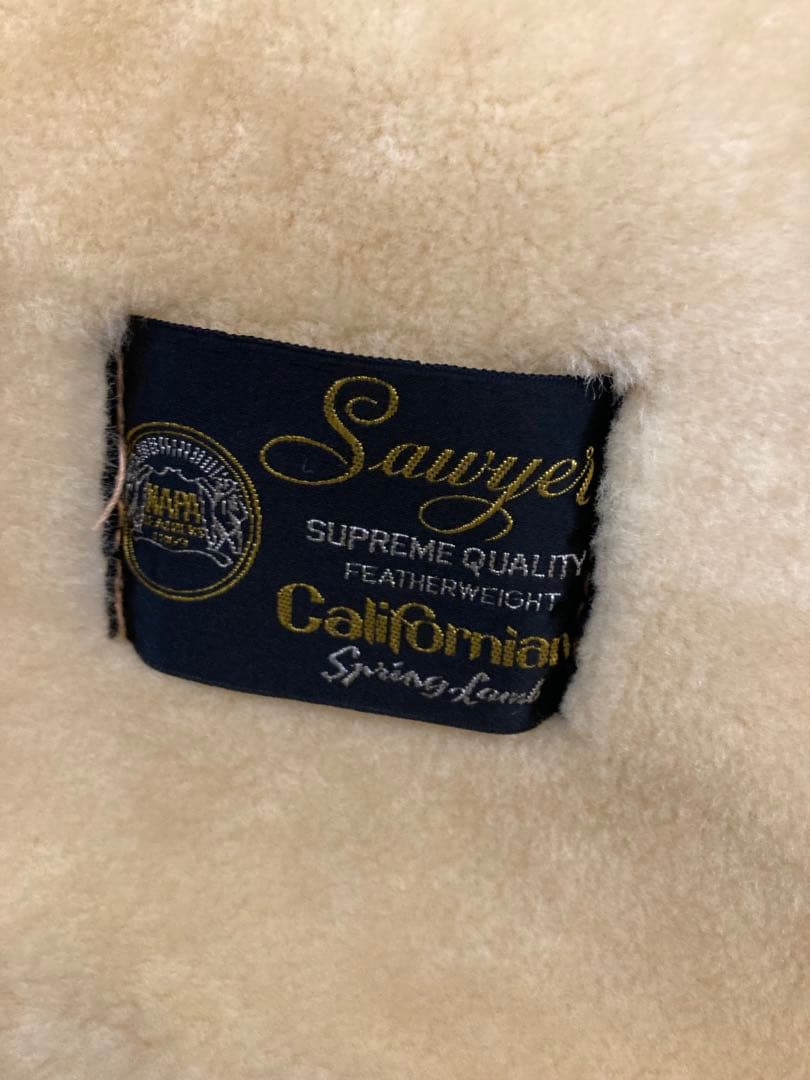 NAPA
Sawyer
SUPREME QUALITY
FEATHERWEIGHT
Californian
Spring Lamb